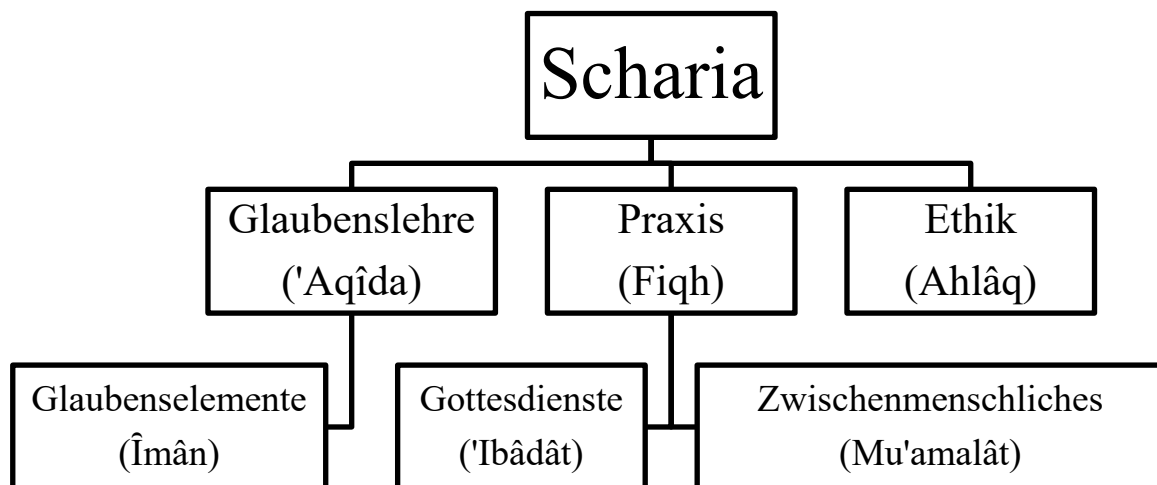 Scharia
Glaubenslehre
('Aqîda)
Praxis
(Fiqh)
Ethik
(Ahlâq)
Glaubenselemente
(Îmân)
Gottesdienste
('Ibâdât)
Zwischenmenschliches
(Mu'amalât)